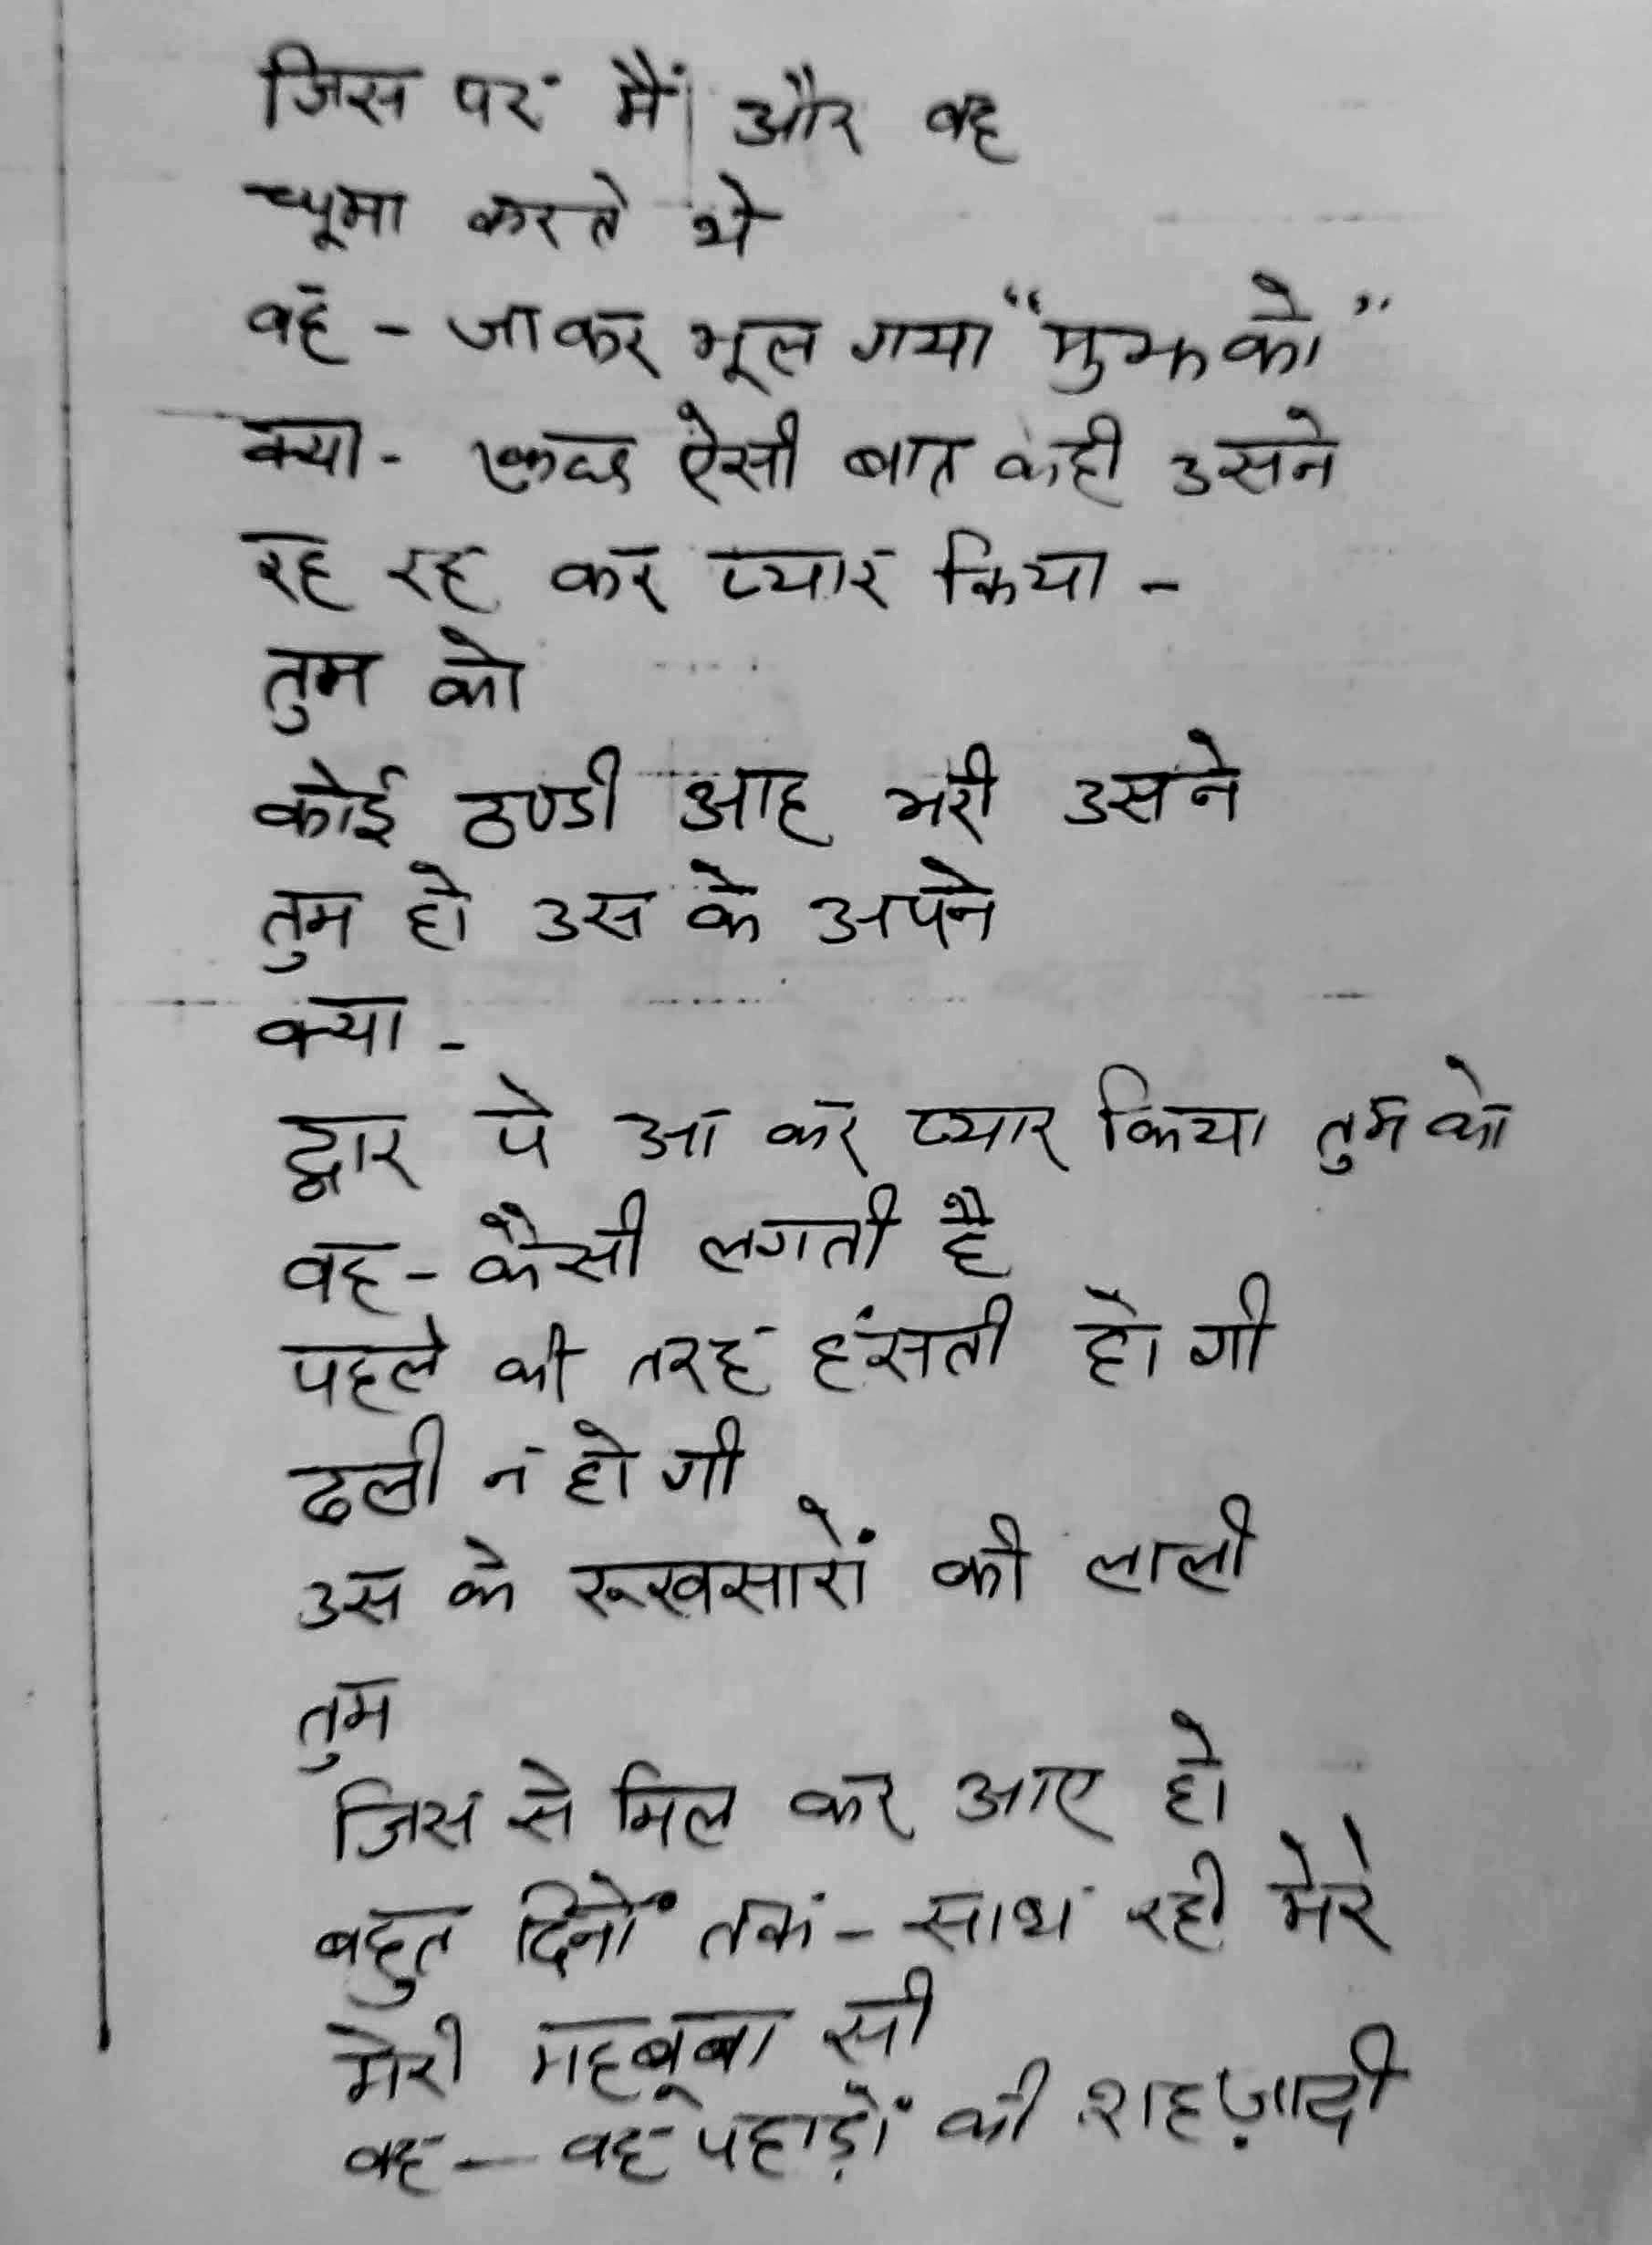 जिस पर मैं और वह
चूमा करते थे
वह - जाकर भूल गया "मुझको"
क्या - कुछ ऐसी बात कही उसने
रह रह कर प्यार किया -
तुम को
कोई ठण्डी आह भरी उसने
तुम हो उस के अपने
क्या -
द्वार पे आ कर प्यार किया तुम को
वह - कैसी लगती है
पहले की तरह हंसती हो गी
ढली न हो गी
उस के रूखसारों की लाली
तुम
जिस से मिल कर आए हो
बहुत दिनों तक - साथ रही मेरे
मेरी महबूबा सी
वह - वह पहाड़ों की शहज़ादी